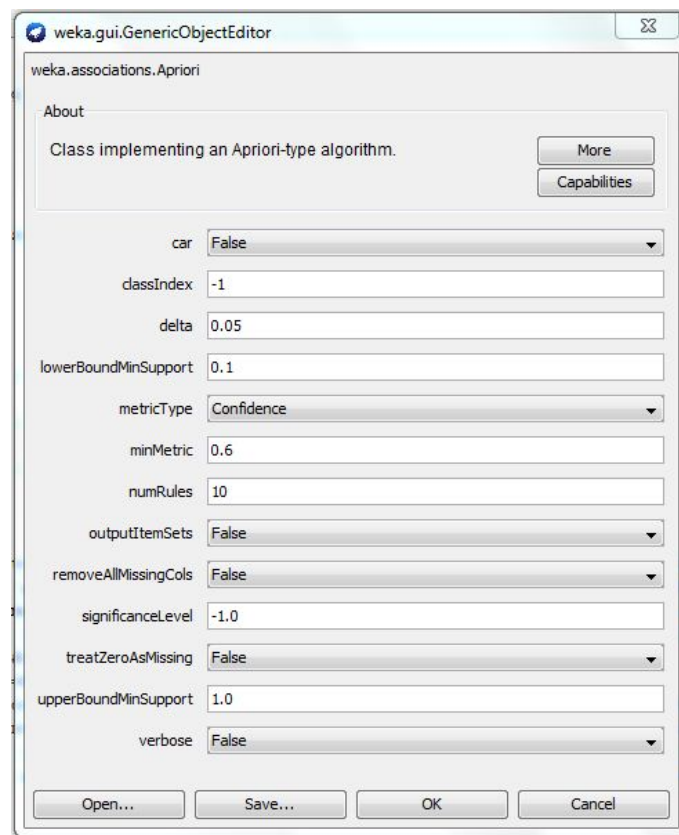 weka.gui.GenericObjectEditor
weka.associations.Apriori
About
Class implementing an Apriori-type algorithm.
More
Capabilities
car False
classIndex -1
delta 0.05
lowerBoundMinSupport 0.1
metricType Confidence
minMetric 0.6
numRules 10
outputItemSets False
removeAllMissingCols False
significanceLevel -1.0
treatZeroAsMissing False
upperBoundMinSupport 1.0
verbose False
Open... Save... OK Cancel